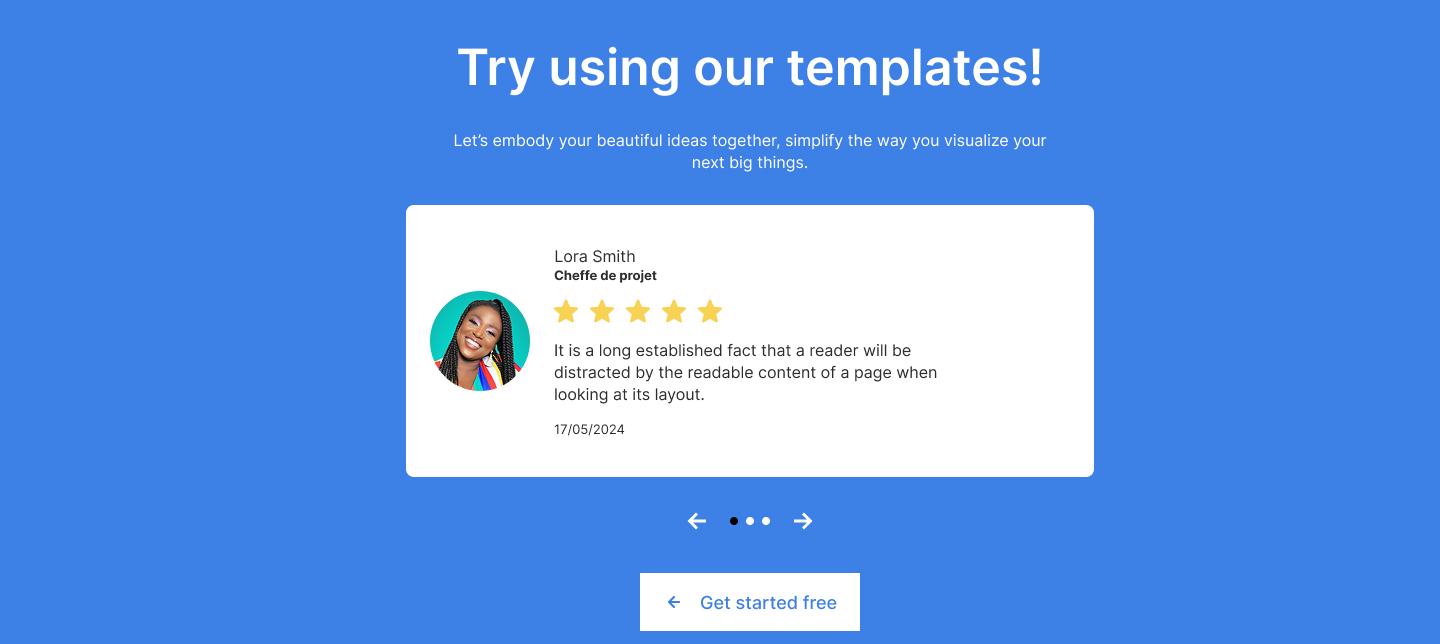 Try using our templates!
Let’s embody your beautiful ideas together, simplify the way you visualize your
next big things.
Lora Smith
Cheffe de projet
It is a long established fact that a reader will be
distracted by the readable content of a page when
looking at its layout.
17/05/2024
Get started free